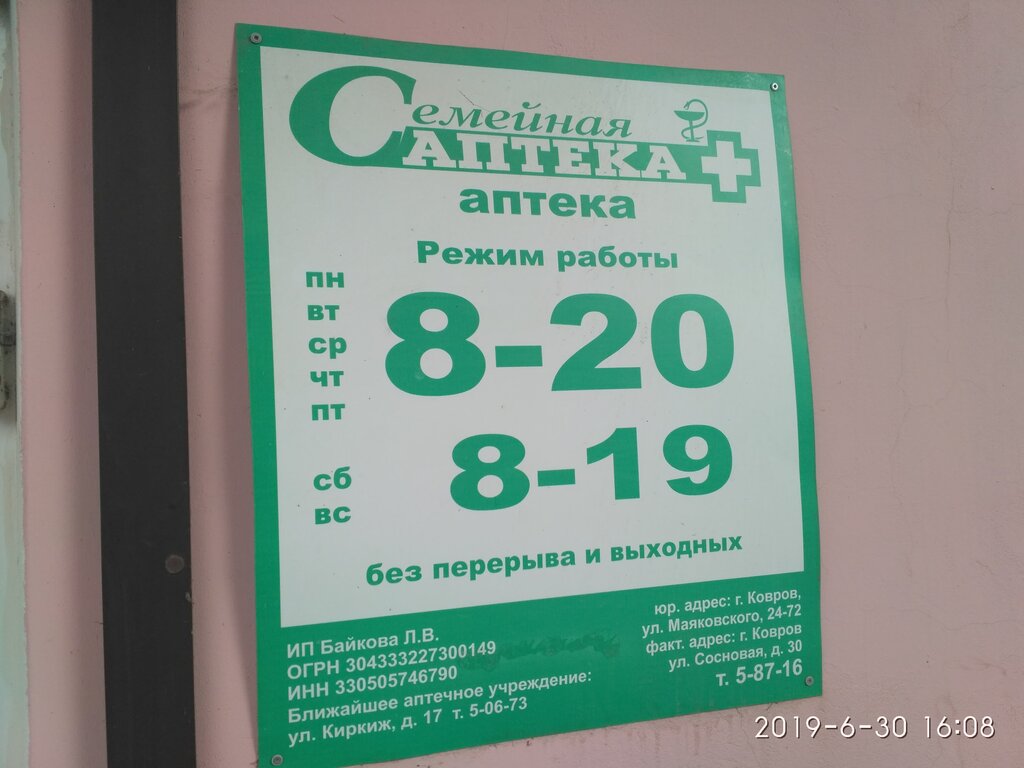 Семейная
АПТЕКА
аптека
Режим работы
пн
вт
ср
чт
пт
8-20
сб
вс
8-19
без перерыва и выходных
ИП Байкова Л.В.
ОГРН 304333227300149
ИНН 330505746790
Ближайшее аптечное учреждение:
ул. Киркиж, д. 17 т. 5-06-73
юр. адрес: г. Ковров,
ул. Маяковского, 24-72
факт. адрес: г. Ковров
ул. Сосновая, д. 30
т. 5-87-16
2019-6-30 16:08